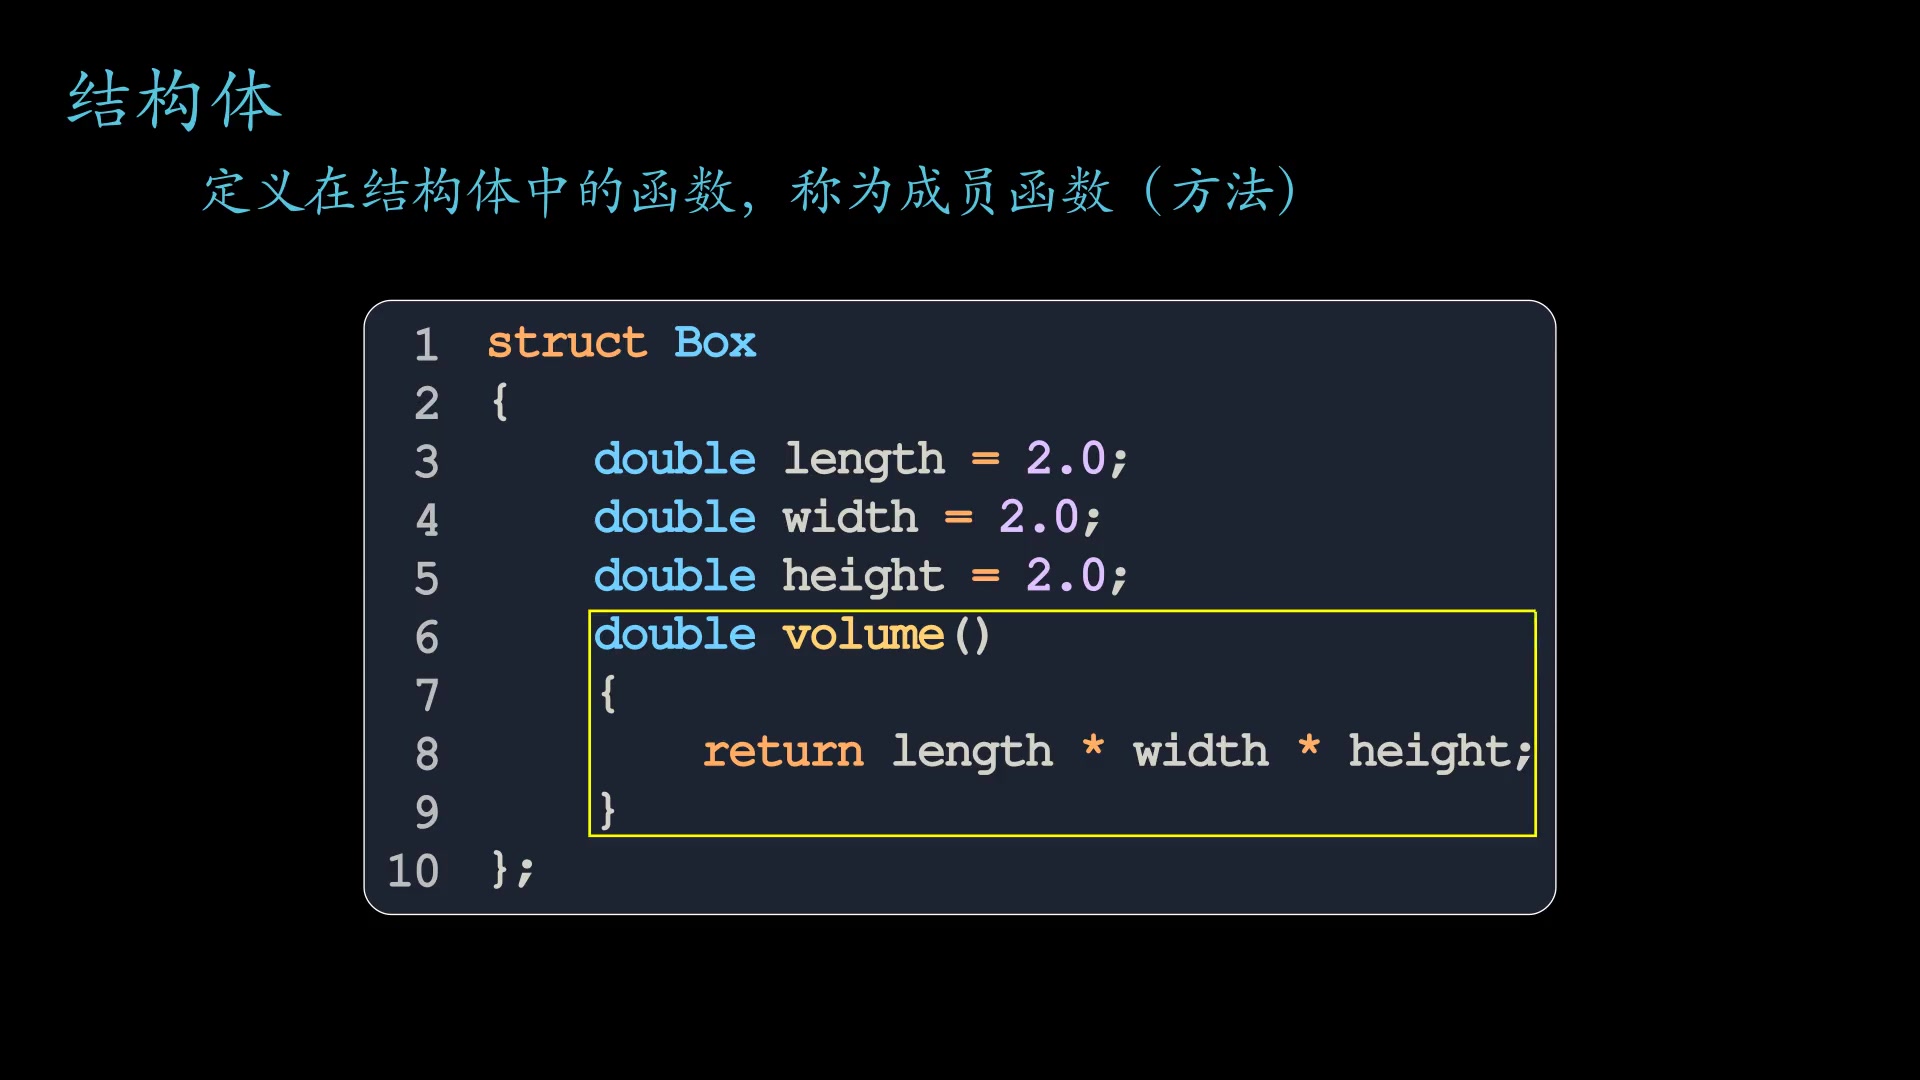 结构体
定义在结构体中的函数，称为成员函数（方法）
1 struct Box
2 {
3     double length = 2.0;
4     double width = 2.0;
5     double height = 2.0;
6     double volume()
7     {
8         return length * width * height;
9     }
10 };